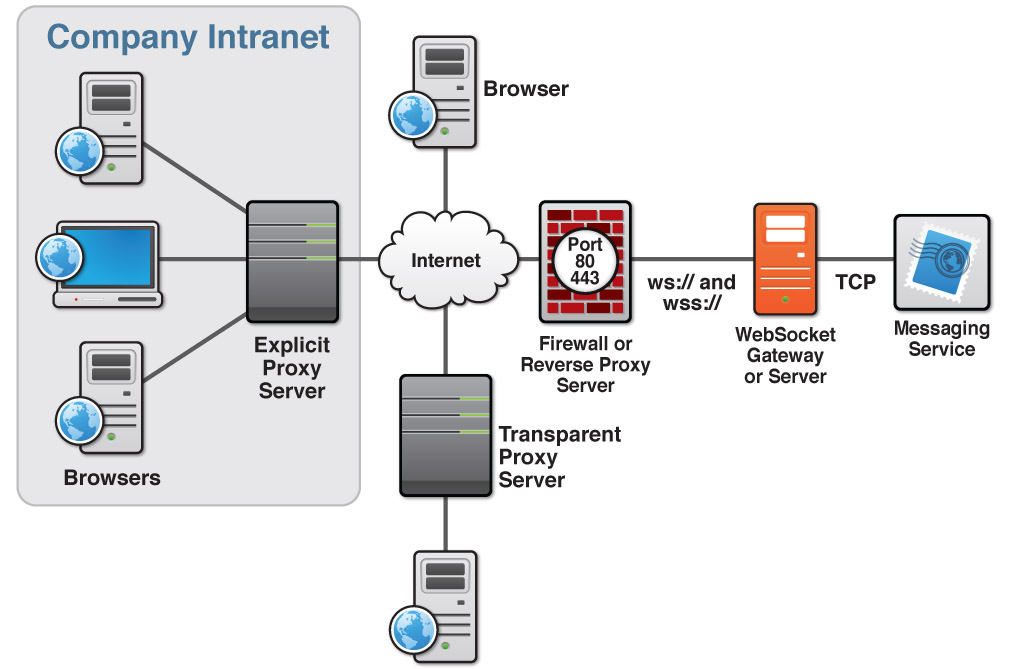 Company Intranet
Browser
Internet
Port
80
443
ws:// and
wss://
TCP
Explicit
Proxy
Server
Firewall or
Reverse Proxy
Server
WebSocket
Gateway
or Server
Messaging
Service
Browsers
Transparent
Proxy
Server